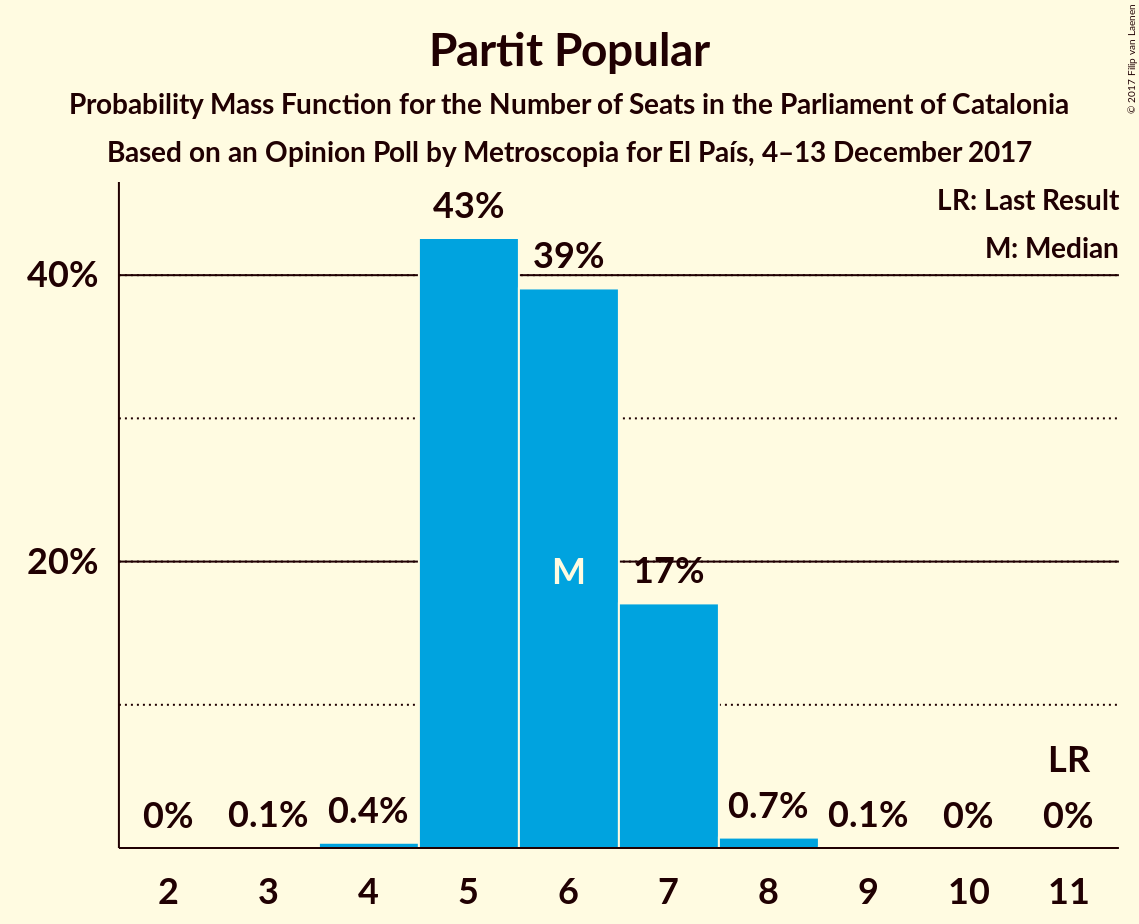 © 2017 Filip van Laenen
Partit Popular
Probability Mass Function for the Number of Seats in the Parliament of Catalonia
Based on an Opinion Poll by Metroscopia for El País, 4–13 December 2017
LR: Last Result
M: Median
43%
39%
40%
20%
M
17%
LR
0%
0.1%
0.4%
0.7%
0.1%
0%
0%
2 3 4 5 6 7 8 9 10 11